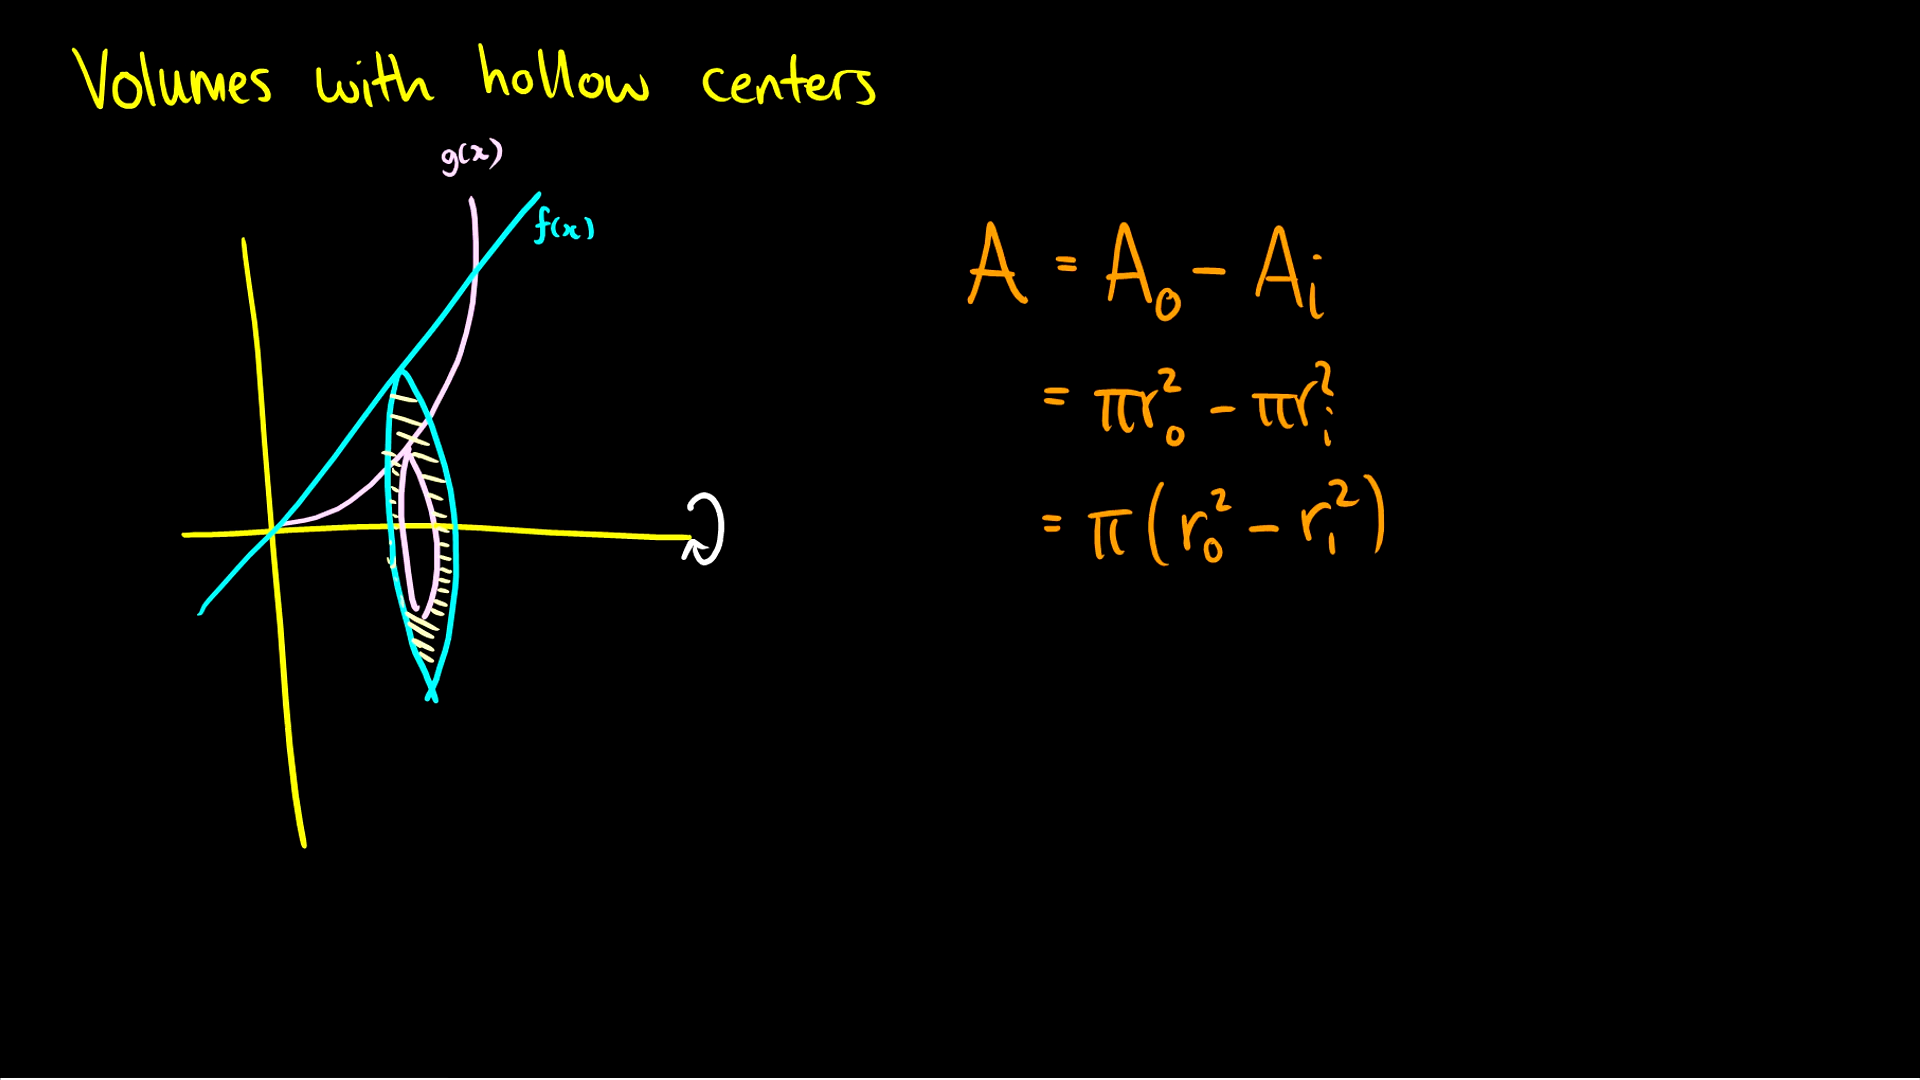 Volumes with hollow centers
g(x)
f(x)
A = A₀ - Aᵢ
= πr₀² - πrᵢ²
= π(r₀² - rᵢ²)